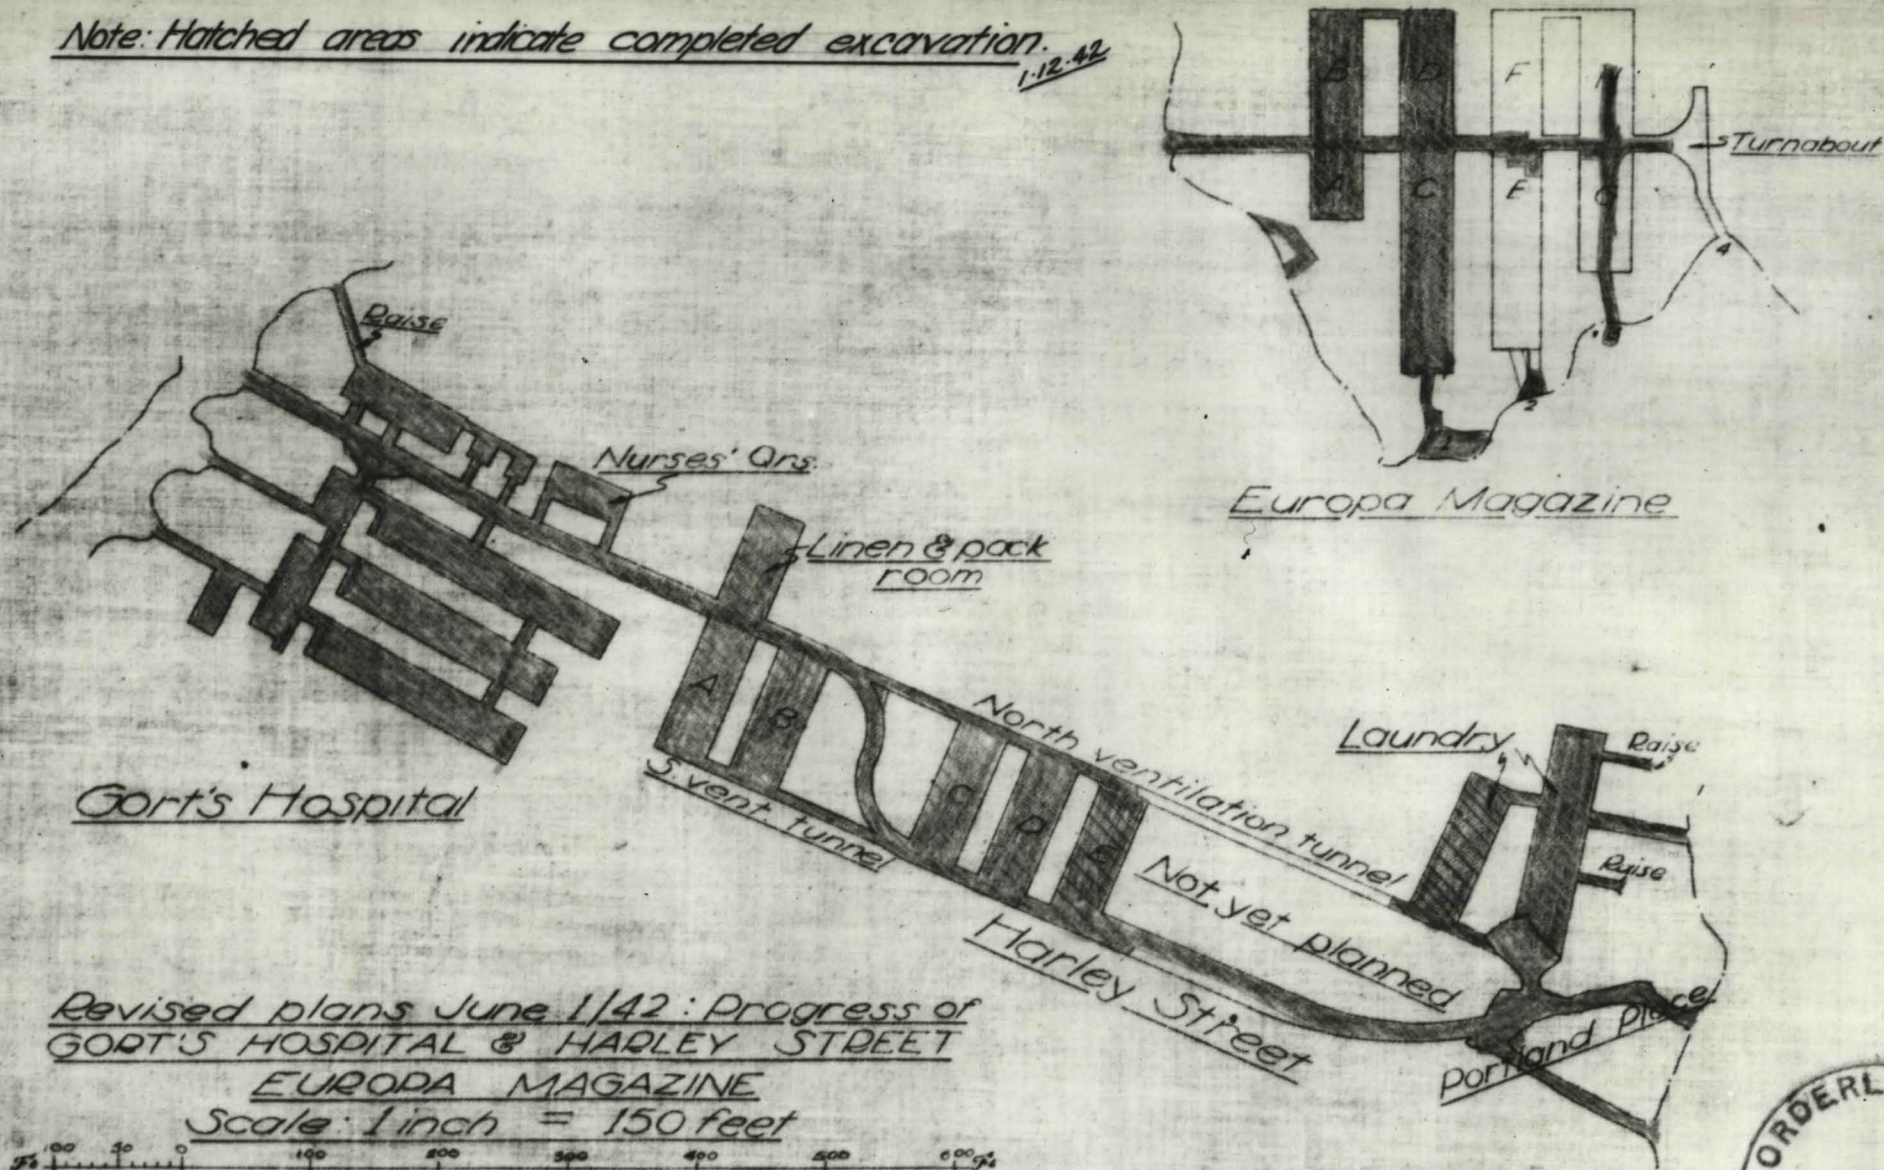 Note: Hatched areas indicate completed excavation.
1.12.42
B
D
F
H
Turnabout
A
C
E
G
4
3
2
1
Europa Magazine
Raise
Nurses' Qrs.
Linen & pack
room
A
B
C
D
E
S. vent tunnel
North ventilation tunnel
Laundry
Raise
Raise
Not yet planned
Harley Street
Portland Place
Gort's Hospital
Revised plans June 1/42: Progress of
GORT'S HOSPITAL & HARLEY STREET
EUROPA MAGAZINE
Scale: 1 inch = 150 feet
Ft 100 50 0 100 200 300 400 500 600 Ft
ORDERL